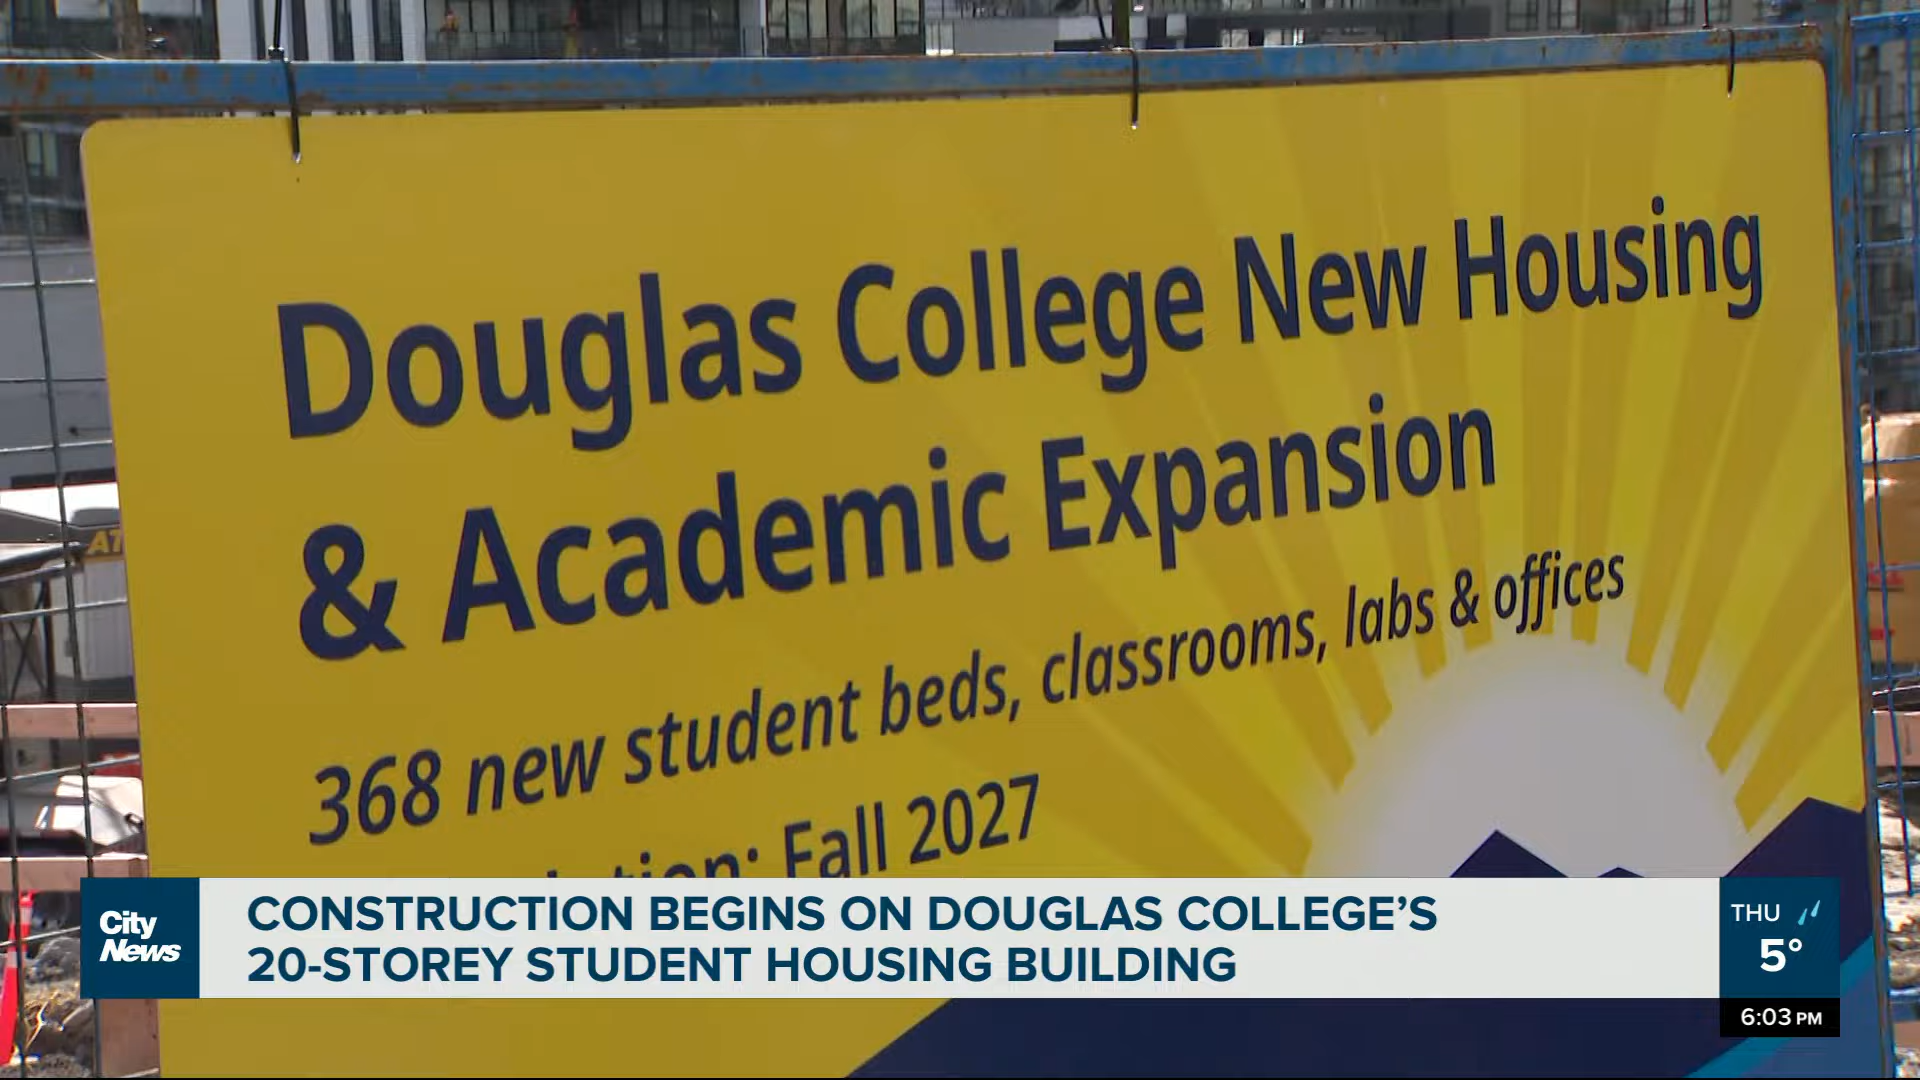 Douglas College New Housing
& Academic Expansion
368 new student beds, classrooms, labs & offices
Fall 2027
City
News
CONSTRUCTION BEGINS ON DOUGLAS COLLEGE'S
20-STOREY STUDENT HOUSING BUILDING
THU
5°
6:03 PM